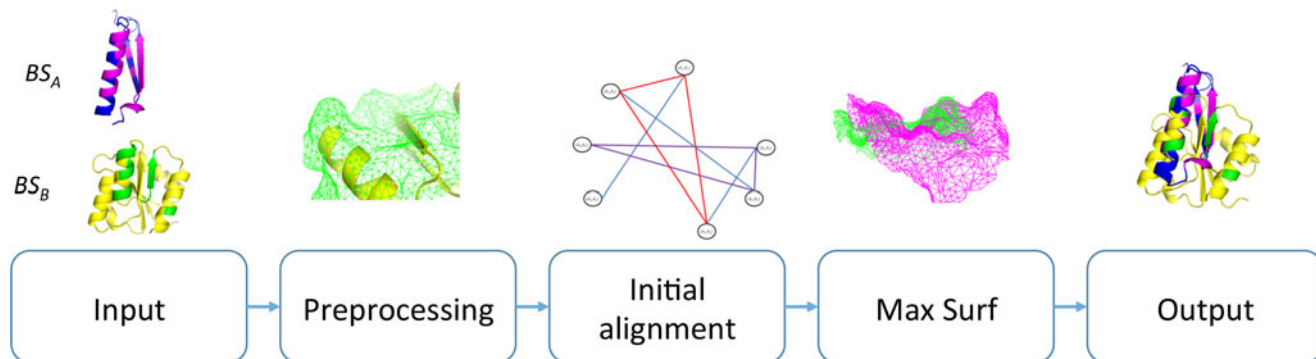 BS_A
BS_B
Input
Preprocessing
Initial
alignment
Max Surf
Output